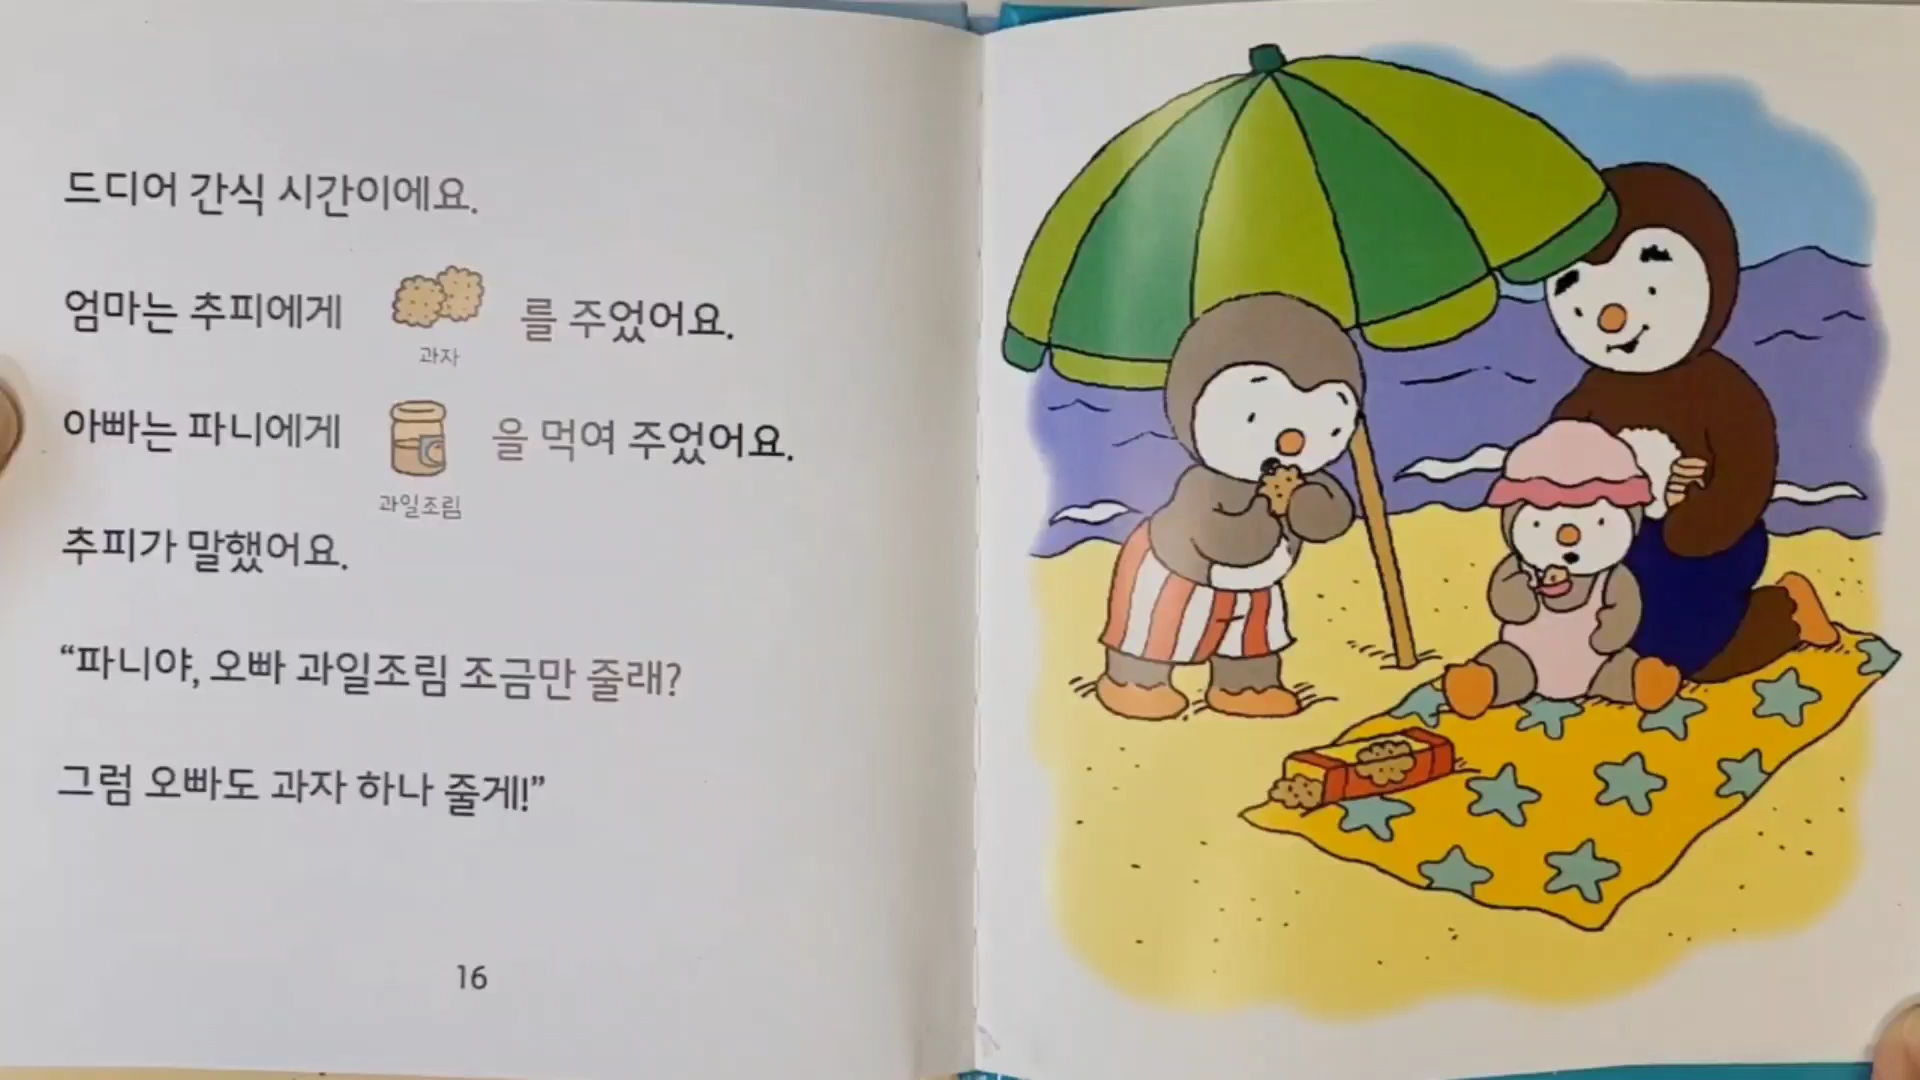 드디어 간식 시간이에요.
엄마는 추피에게 를 주었어요.
과자
아빠는 파니에게 을 먹여 주었어요.
과일조림
추피가 말했어요.
“파니야, 오빠 과일조림 조금만 줄래?
그럼 오빠도 과자 하나 줄게!”
16